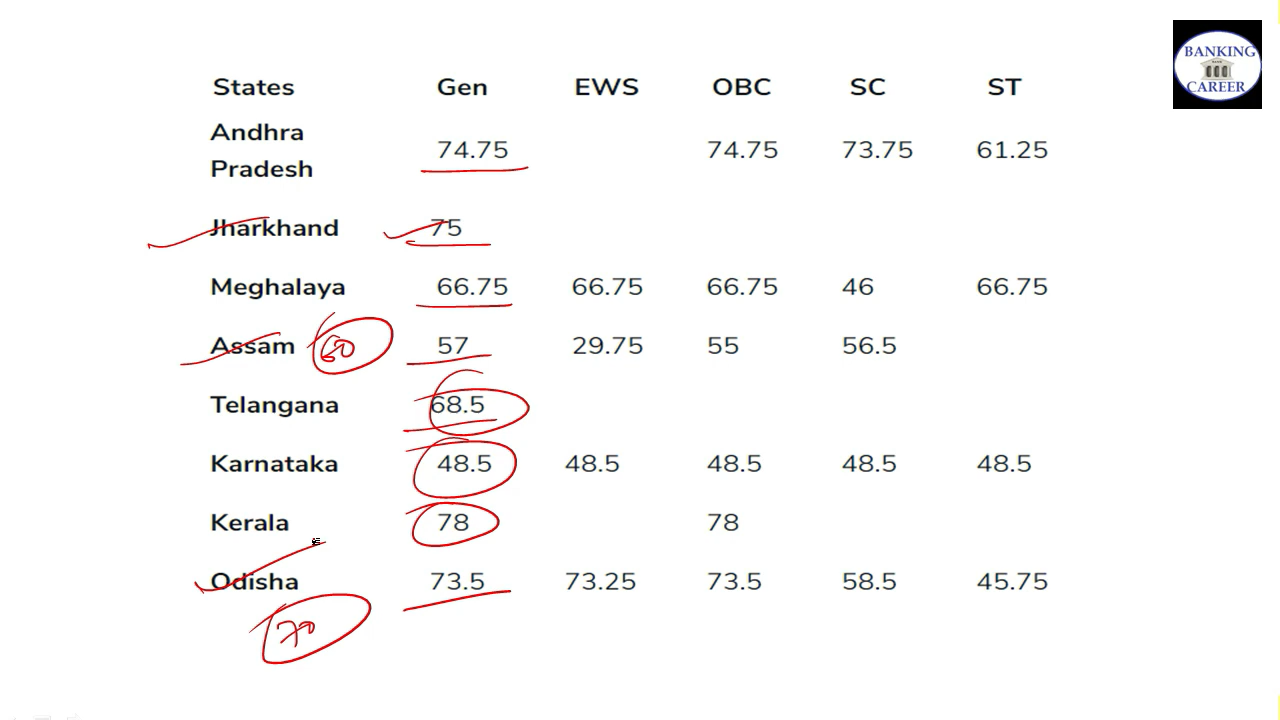 BANKING
CAREER
States Gen EWS OBC SC ST
Andhra
Pradesh 74.75 74.75 73.75 61.25
Jharkhand 75
Meghalaya 66.75 66.75 66.75 46 66.75
Assam 60 57 29.75 55 56.5
Telangana 68.5
Karnataka 48.5 48.5 48.5 48.5 48.5
Kerala 78 78
Odisha 73.5 73.25 73.5 58.5 45.75
70